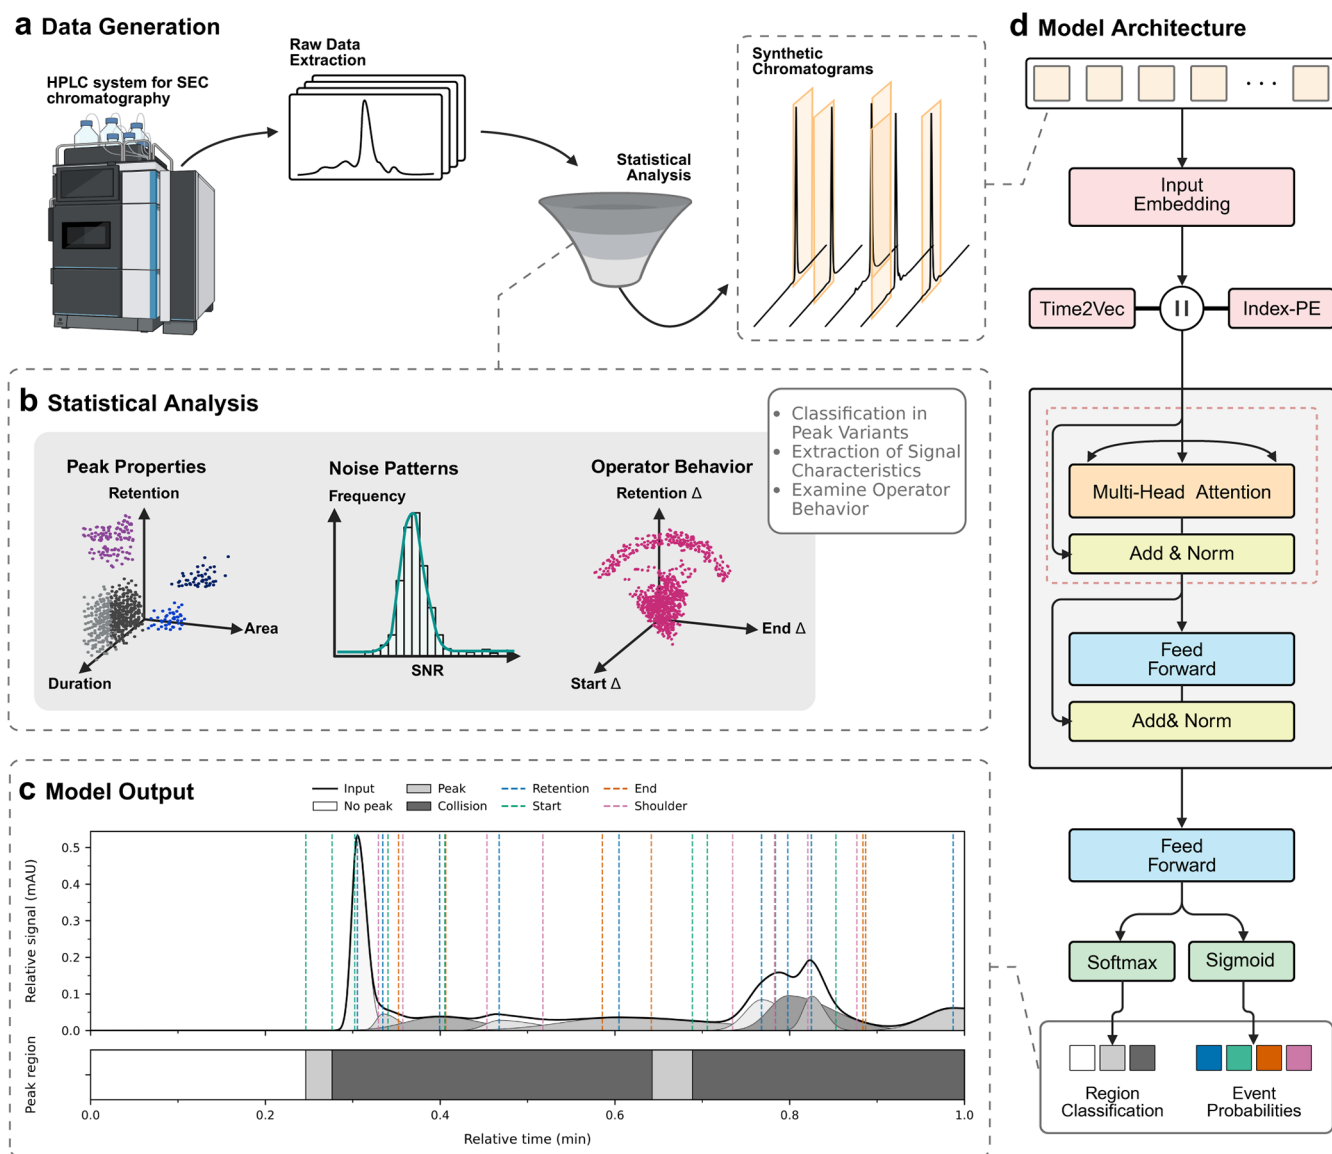 a Data Generation
HPLC system for SEC
chromatography
Raw Data
Extraction
Statistical
Analysis
Synthetic
Chromatograms
b Statistical Analysis
Classification in
Peak Variants
Extraction of Signal
Characteristics
Examine Operator
Behavior
Peak Properties
Retention
Area
Duration
Noise Patterns
Frequency
SNR
Operator Behavior
Retention Δ
End Δ
Start Δ
c Model Output
Input
No peak
Peak
Collision
Retention
Start
End
Shoulder
Relative signal (mAU)
0.5
0.4
0.3
0.2
0.1
0.0
Peak region
0.0 0.2 0.4 0.6 0.8 1.0
Relative time (min)
d Model Architecture
...
Input
Embedding
Time2Vec
||
Index-PE
Multi-Head Attention
Add & Norm
Feed
Forward
Add& Norm
Feed
Forward
Softmax
Sigmoid
Region
Classification
Event
Probabilities